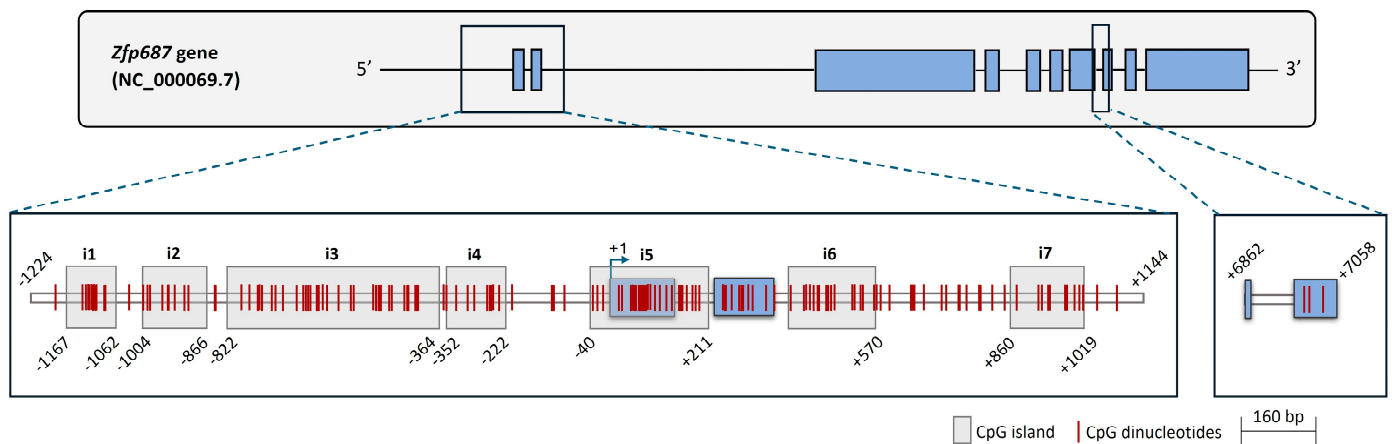 Zfp687 gene
(NC_000069.7)
5’
3’
-1224
i1
i2
i3
i4
+1
i5
i6
i7
+1144
-1167
-1062
-1004
-866
-822
-364
-352
-222
-40
+211
+570
+860
+1019
+6862
+7058
CpG island
CpG dinucleotides
160 bp